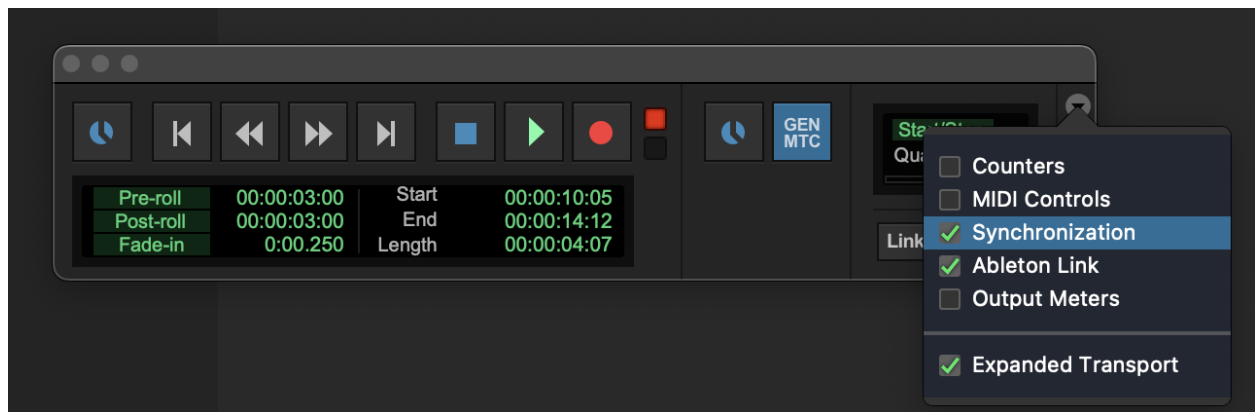 GEN
MTC
Pre-roll 00:00:03:00 Start 00:00:10:05
Post-roll 00:00:03:00 End 00:00:14:12
Fade-in 0:00.250 Length 00:00:04:07
Link
Counters
MIDI Controls
Synchronization
Ableton Link
Output Meters
Expanded Transport